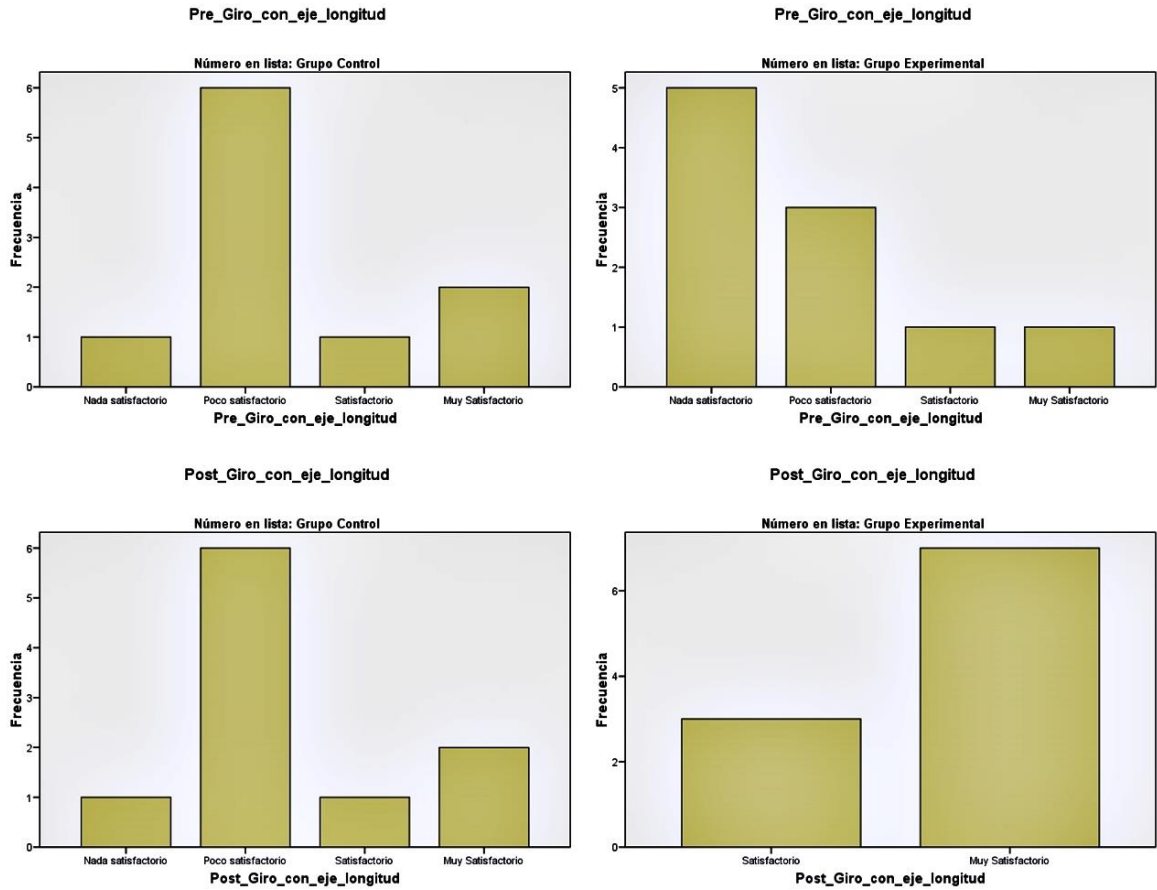 Pre_Giro_con_eje_longitud
Número en lista: Grupo Control
Frecuencia
6
5
4
3
2
1
0
Nada satisfactorio Poco satisfactorio Satisfactorio Muy Satisfactorio
Pre_Giro_con_eje_longitud
Pre_Giro_con_eje_longitud
Número en lista: Grupo Experimental
Frecuencia
5
4
3
2
1
0
Nada satisfactorio Poco satisfactorio Satisfactorio Muy Satisfactorio
Pre_Giro_con_eje_longitud
Post_Giro_con_eje_longitud
Número en lista: Grupo Control
Frecuencia
6
5
4
3
2
1
0
Nada satisfactorio Poco satisfactorio Satisfactorio Muy Satisfactorio
Post_Giro_con_eje_longitud
Post_Giro_con_eje_longitud
Número en lista: Grupo Experimental
Frecuencia
6
4
2
0
Satisfactorio Muy Satisfactorio
Post_Giro_con_eje_longitud